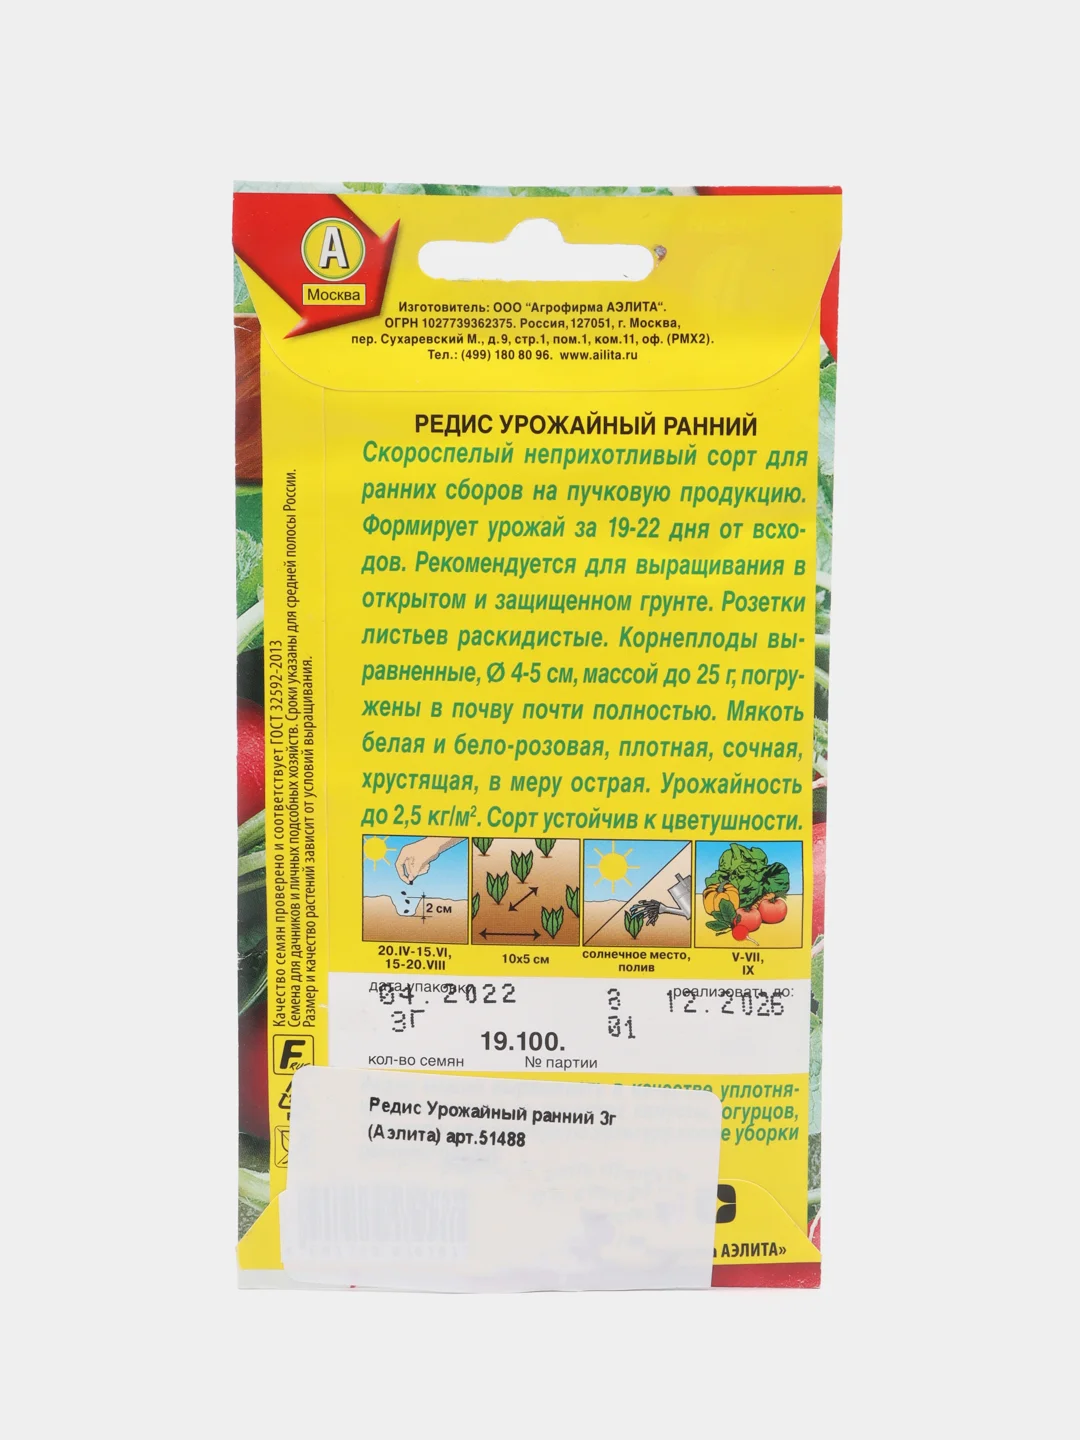 А
Москва
Изготовитель: ООО "Агрофирма АЭЛИТА".
ОГРН 1027739362375. Россия,127051, г. Москва,
пер. Сухаревский М., д.9, стр.1, пом.1, ком.11, оф. (РМХ2).
Тел.: (499) 180 80 96. www.ailita.ru
РЕДИС УРОЖАЙНЫЙ РАННИЙ
Скороспелый неприхотливый сорт для
ранних сборов на пучковую продукцию.
Формирует урожай за 19-22 дня от всхо-
дов. Рекомендуется для выращивания в
открытом и защищенном грунте. Розетки
листьев раскидистые. Корнеплоды вы-
равненные, Ø 4-5 см, массой до 25 г, погру-
жены в почву почти полностью. Мякоть
белая и бело-розовая, плотная, сочная,
хрустящая, в меру острая. Урожайность
до 2,5 кг/м². Сорт устойчив к цветушности.
2 см
20.IV-15.VI,
15-20.VIII
10x5 см
солнечное место,
полив
V-VII,
IX
Качество семян проверено и соответствует ГОСТ 32592-2013
Семена для дачников и личных подсобных хозяйств. Сроки указаны для средней полосы России.
Размер и качество растений зависит от условий выращивания.
дата упаковки
04.2022
реализовать до:
12.2026
3Г
3
01
19.100.
кол-во семян
№ партии
в качестве уплотня-
огурцов,
уборки
Редис Урожайный ранний 3г
(Аэлита) арт.51488
АЭЛИТА»